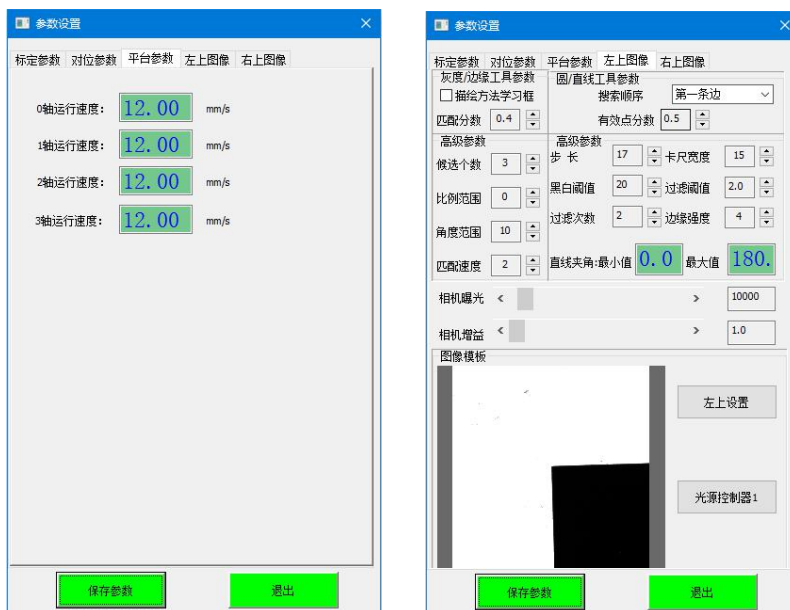 参数设置
标定参数 对位参数 平台参数 左上图像 右上图像
0轴运行速度: 12.00 mm/s
1轴运行速度: 12.00 mm/s
2轴运行速度: 12.00 mm/s
3轴运行速度: 12.00 mm/s
保存参数 退出
参数设置
标定参数 对位参数 平台参数 左上图像 右上图像
灰度/边缘工具参数 圆/直线工具参数
描绘方法学习框 搜索顺序 第一条边
匹配分数 0.4 有效点分数 0.5
高级参数 高级参数
候选个数 3 步 长 17 卡尺宽度 15
比例范围 0 黑白阈值 20 过滤阈值 2.0
角度范围 10 过滤次数 2 边缘强度 4
匹配速度 2 直线夹角:最小值 0.0 最大值 180.
相机曝光 < > 10000
相机增益 < > 1.0
图像模板
左上设置
光源控制器1
保存参数 退出